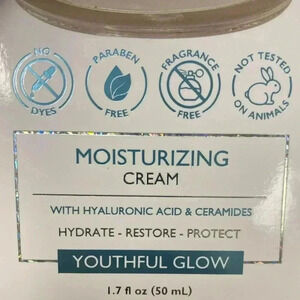 NO DYES
PARABEN FREE
FRAGRANCE FREE
NOT TESTED ON ANIMALS
MOISTURIZING
CREAM
WITH HYALURONIC ACID & CERAMIDES
HYDRATE - RESTORE - PROTECT
YOUTHFUL GLOW
1.7 fl oz (50 mL)